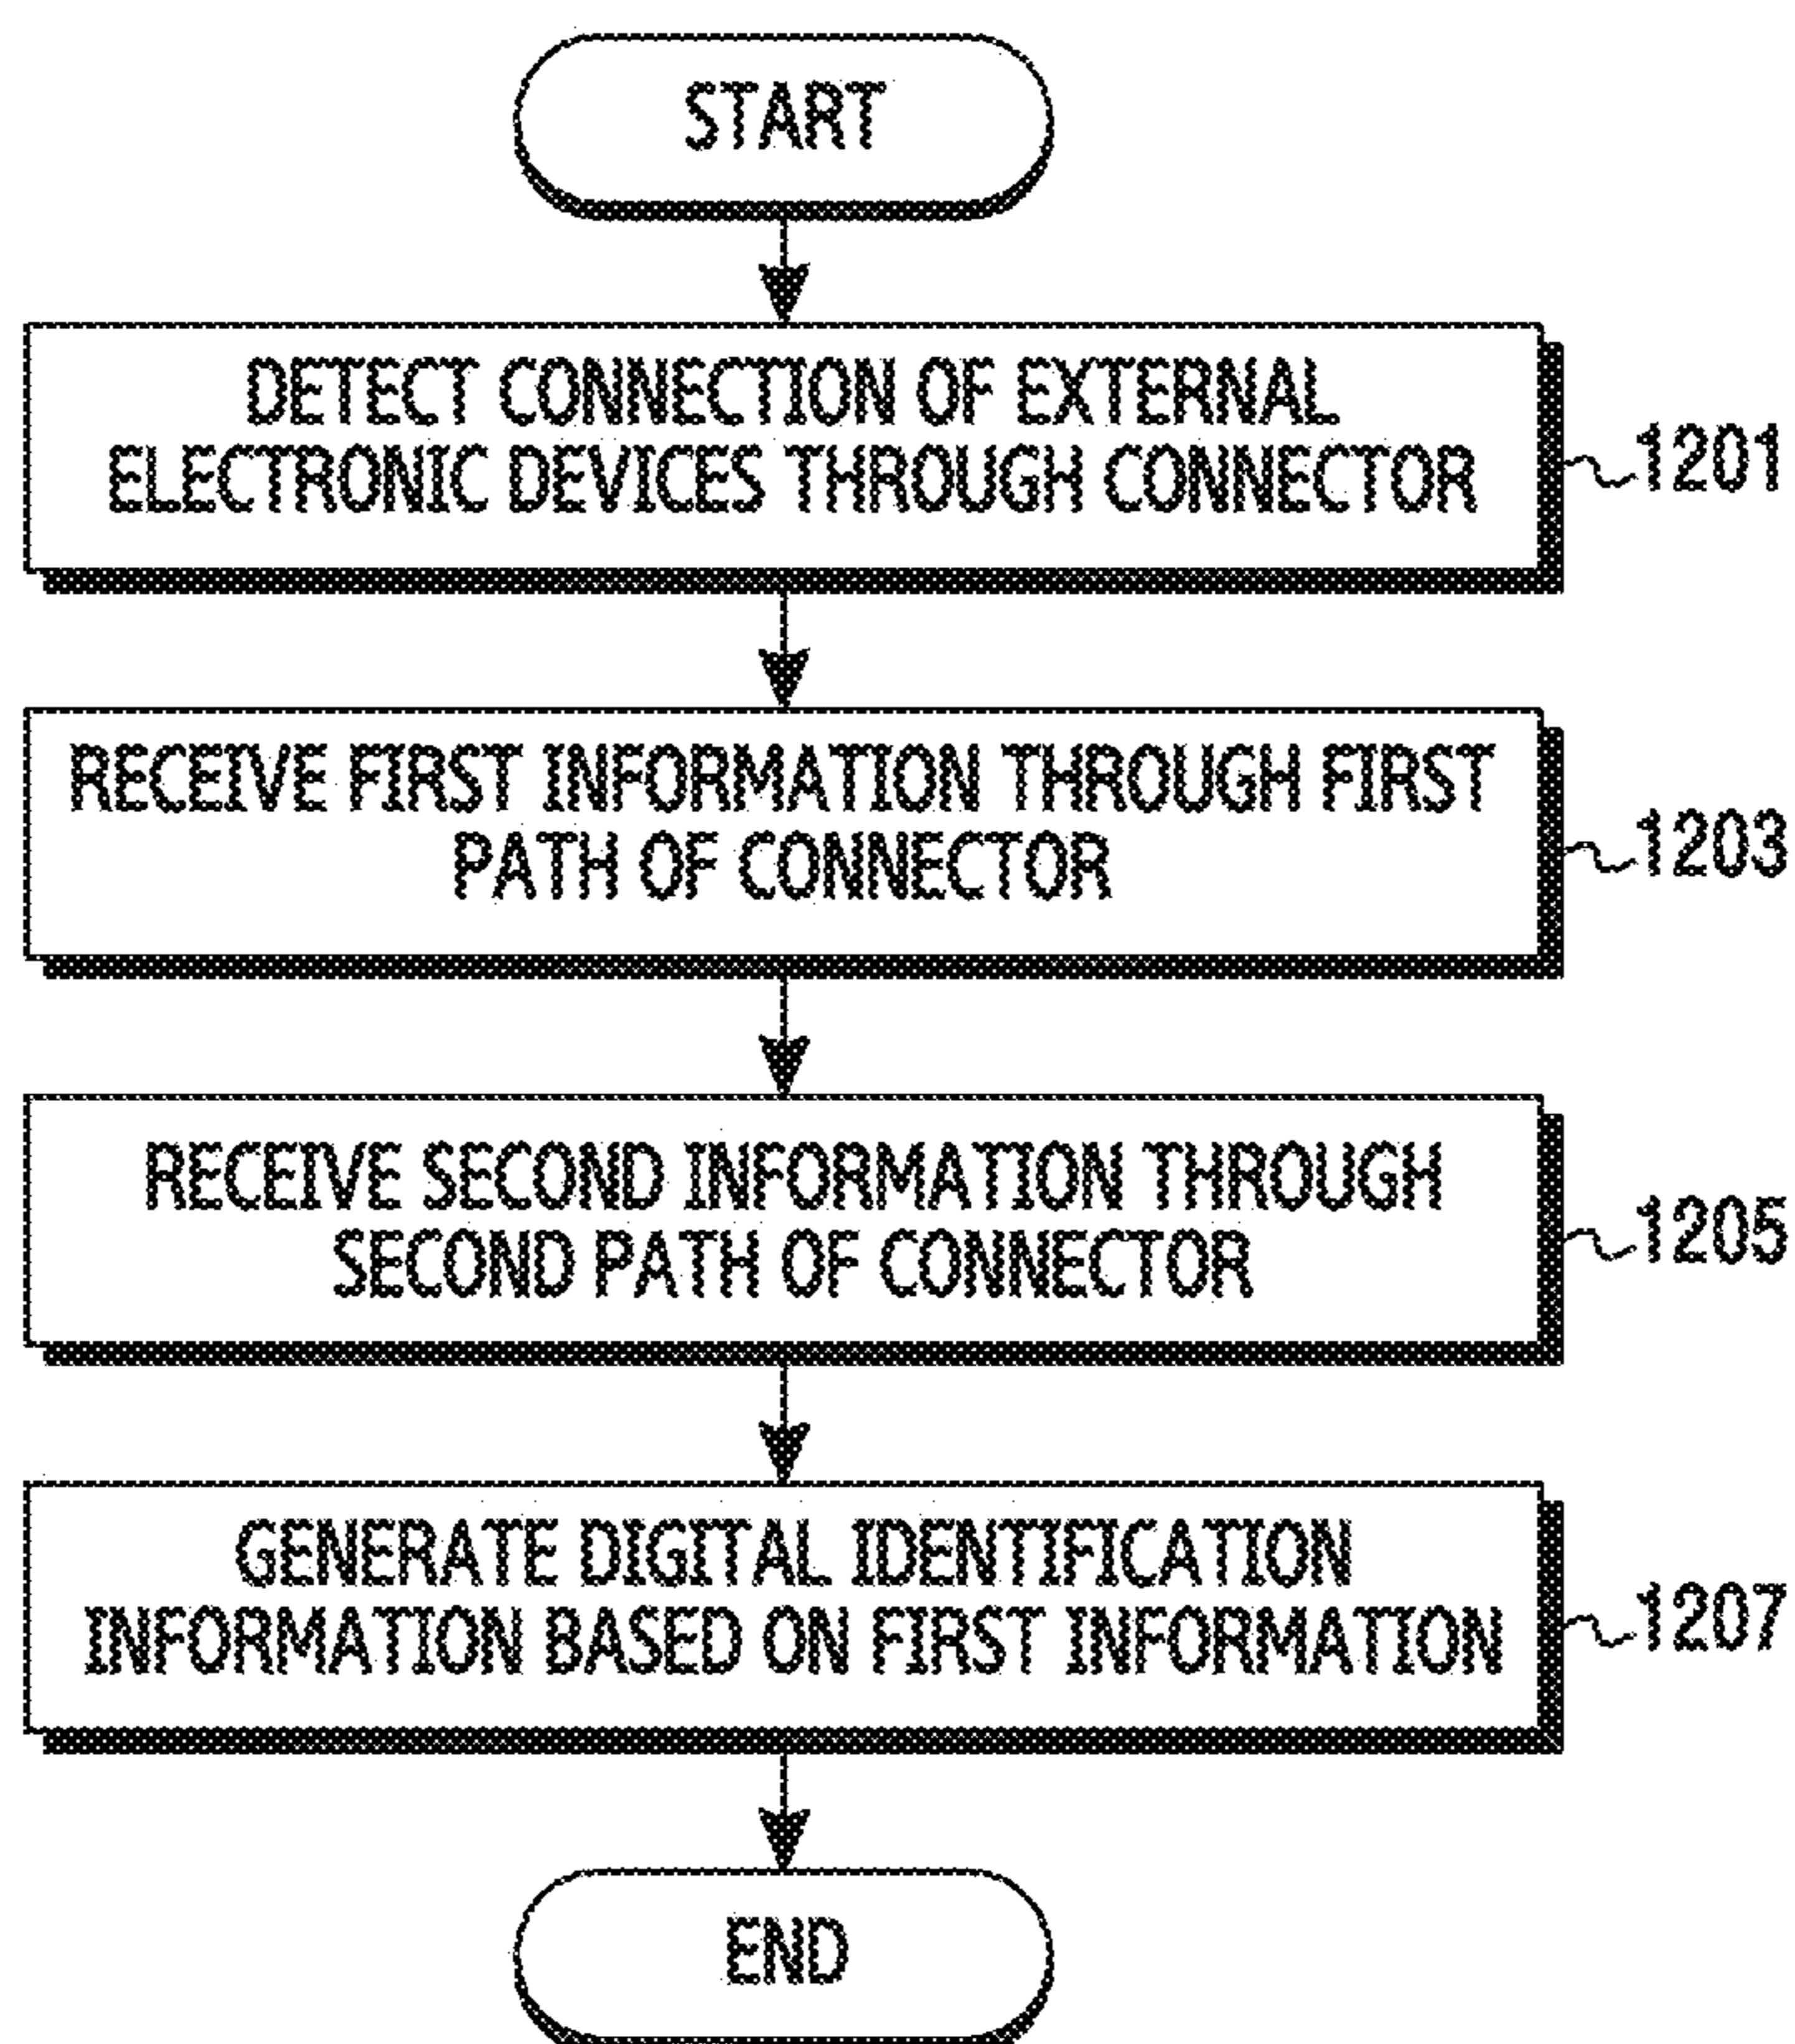 START
DETECT CONNECTION OF EXTERNAL
ELECTRONIC DEVICES THROUGH CONNECTOR
1201
RECEIVE FIRST INFORMATION THROUGH FIRST
PATH OF CONNECTOR
1203
RECEIVE SECOND INFORMATION THROUGH
SECOND PATH OF CONNECTOR
1205
GENERATE DIGITAL IDENTIFICATION
INFORMATION BASED ON FIRST INFORMATION
1207
END